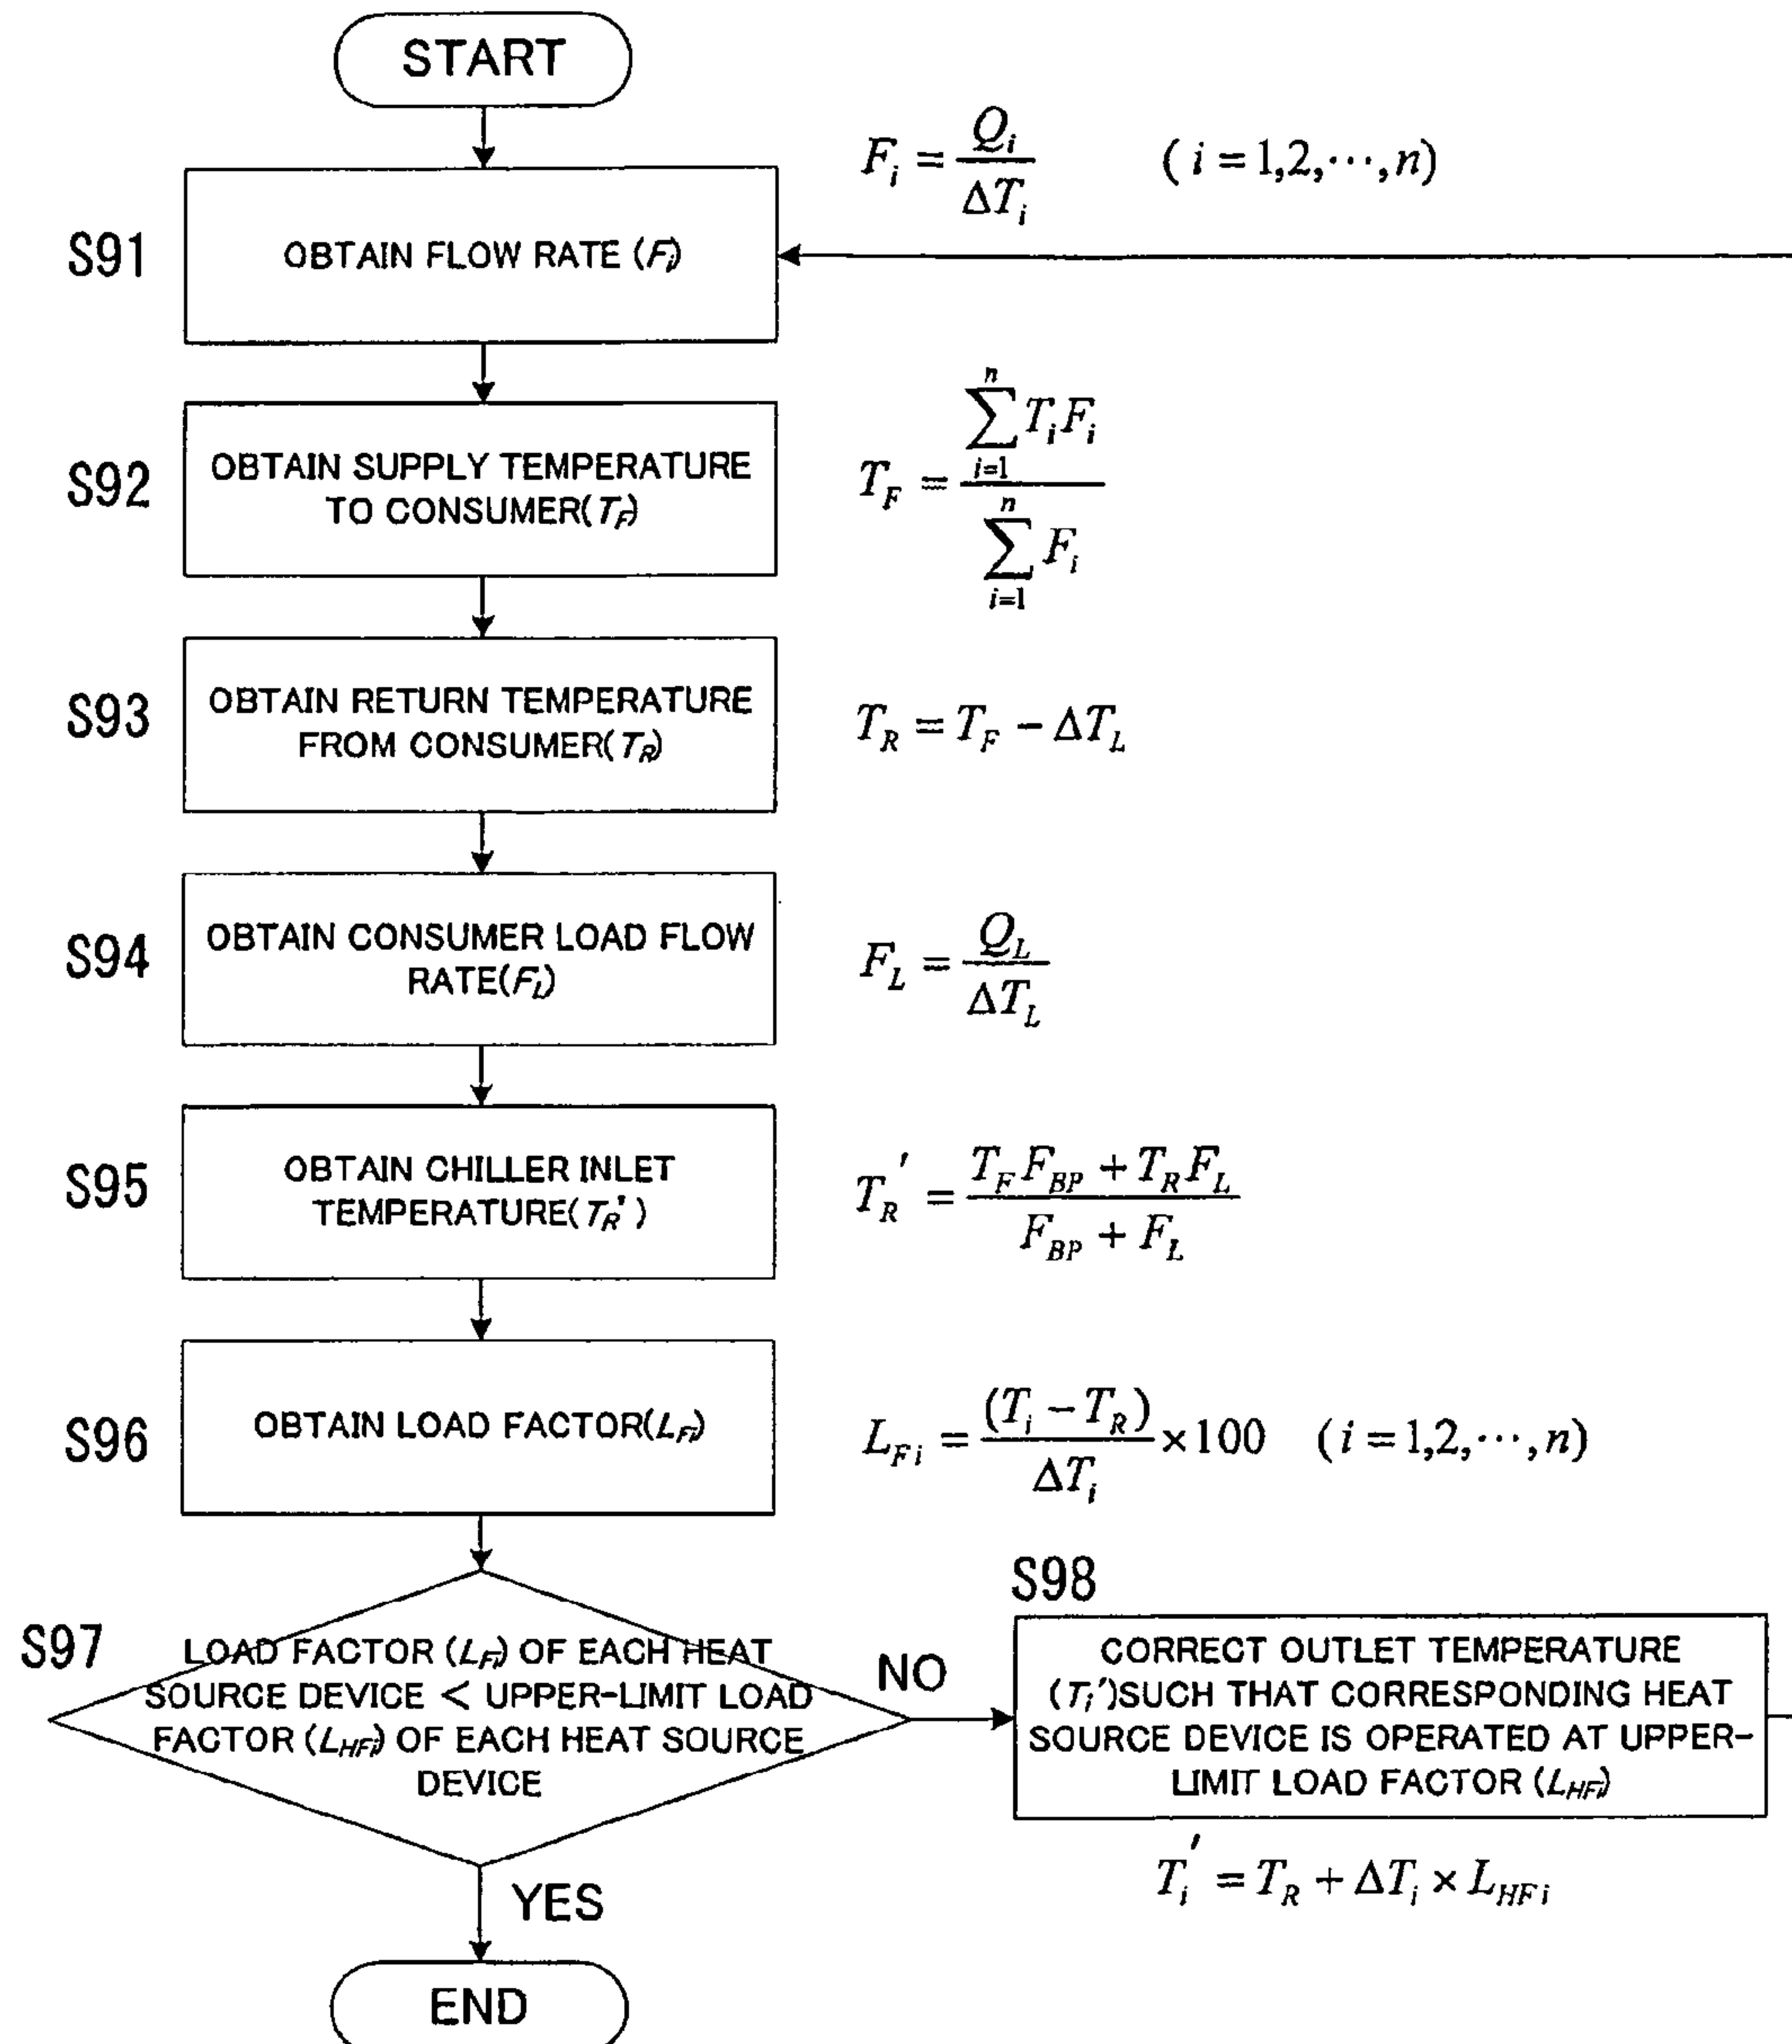 START
F_i = Q_i / ΔT_i ( i = 1,2,⋯,n)
S91
OBTAIN FLOW RATE (F_i)
S92
OBTAIN SUPPLY TEMPERATURE
TO CONSUMER(T_F)
T_F = ∑_{i=1}^{n} T_i F_i / ∑_{i=1}^{n} F_i
S93
OBTAIN RETURN TEMPERATURE
FROM CONSUMER(T_R)
T_R = T_F − ΔT_L
S94
OBTAIN CONSUMER LOAD FLOW
RATE(F_L)
F_L = Q_L / ΔT_L
S95
OBTAIN CHILLER INLET
TEMPERATURE(T_R')
T_R' = (T_F F_BP + T_R F_L) / (F_BP + F_L)
S96
OBTAIN LOAD FACTOR(L_Fi)
L_Fi = (T_i − T_R) / ΔT_i ×100 ( i = 1,2,⋯,n)
S97
LOAD FACTOR (L_Fi) OF EACH HEAT
SOURCE DEVICE < UPPER-LIMIT LOAD
FACTOR (L_HFi) OF EACH HEAT SOURCE
DEVICE
NO
YES
S98
CORRECT OUTLET TEMPERATURE
(T_i')SUCH THAT CORRESPONDING HEAT
SOURCE DEVICE IS OPERATED AT UPPER-
LIMIT LOAD FACTOR (L_HFi)
T_i' = T_R + ΔT_i × L_HFi
END